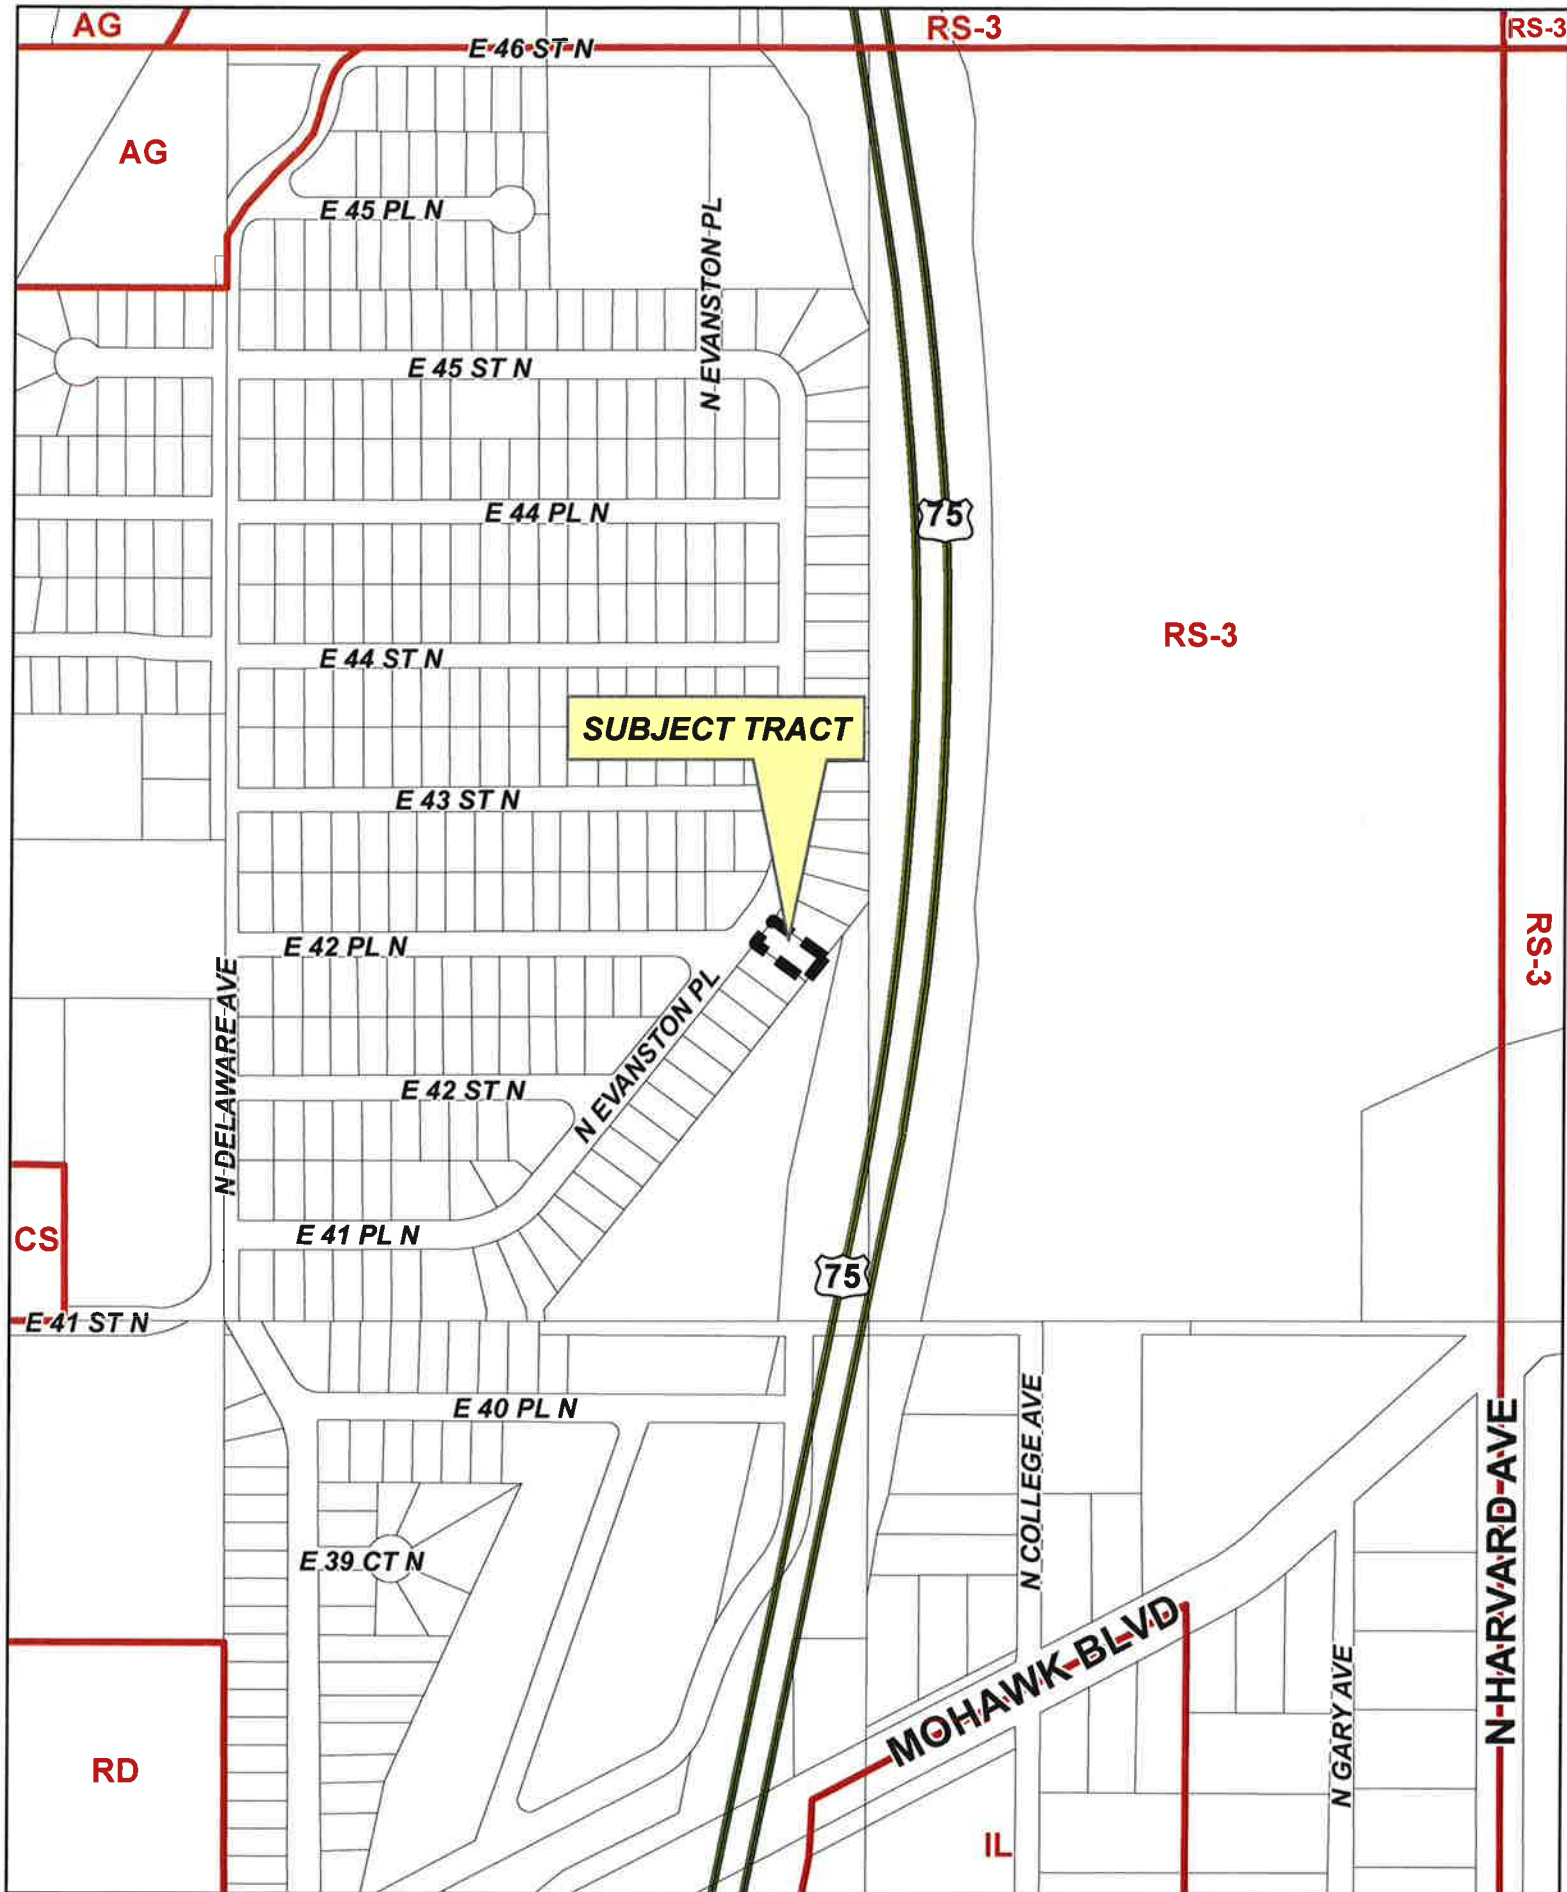 AG
RS-3
RS-3
E 46 ST N
AG
E 45 PL N
N EVANSTON PL
E 45 ST N
E 44 PL N
75
RS-3
E 44 ST N
SUBJECT TRACT
E 43 ST N
E 42 PL N
RS-3
N DELAWARE AVE
N EVANSTON PL
E 42 ST N
CS
E 41 PL N
75
E 41 ST N
E 40 PL N
N COLLEGE AVE
N HARVARD AVE
E 39 CT N
MOHAWK BLVD
N GARY AVE
RD
IL